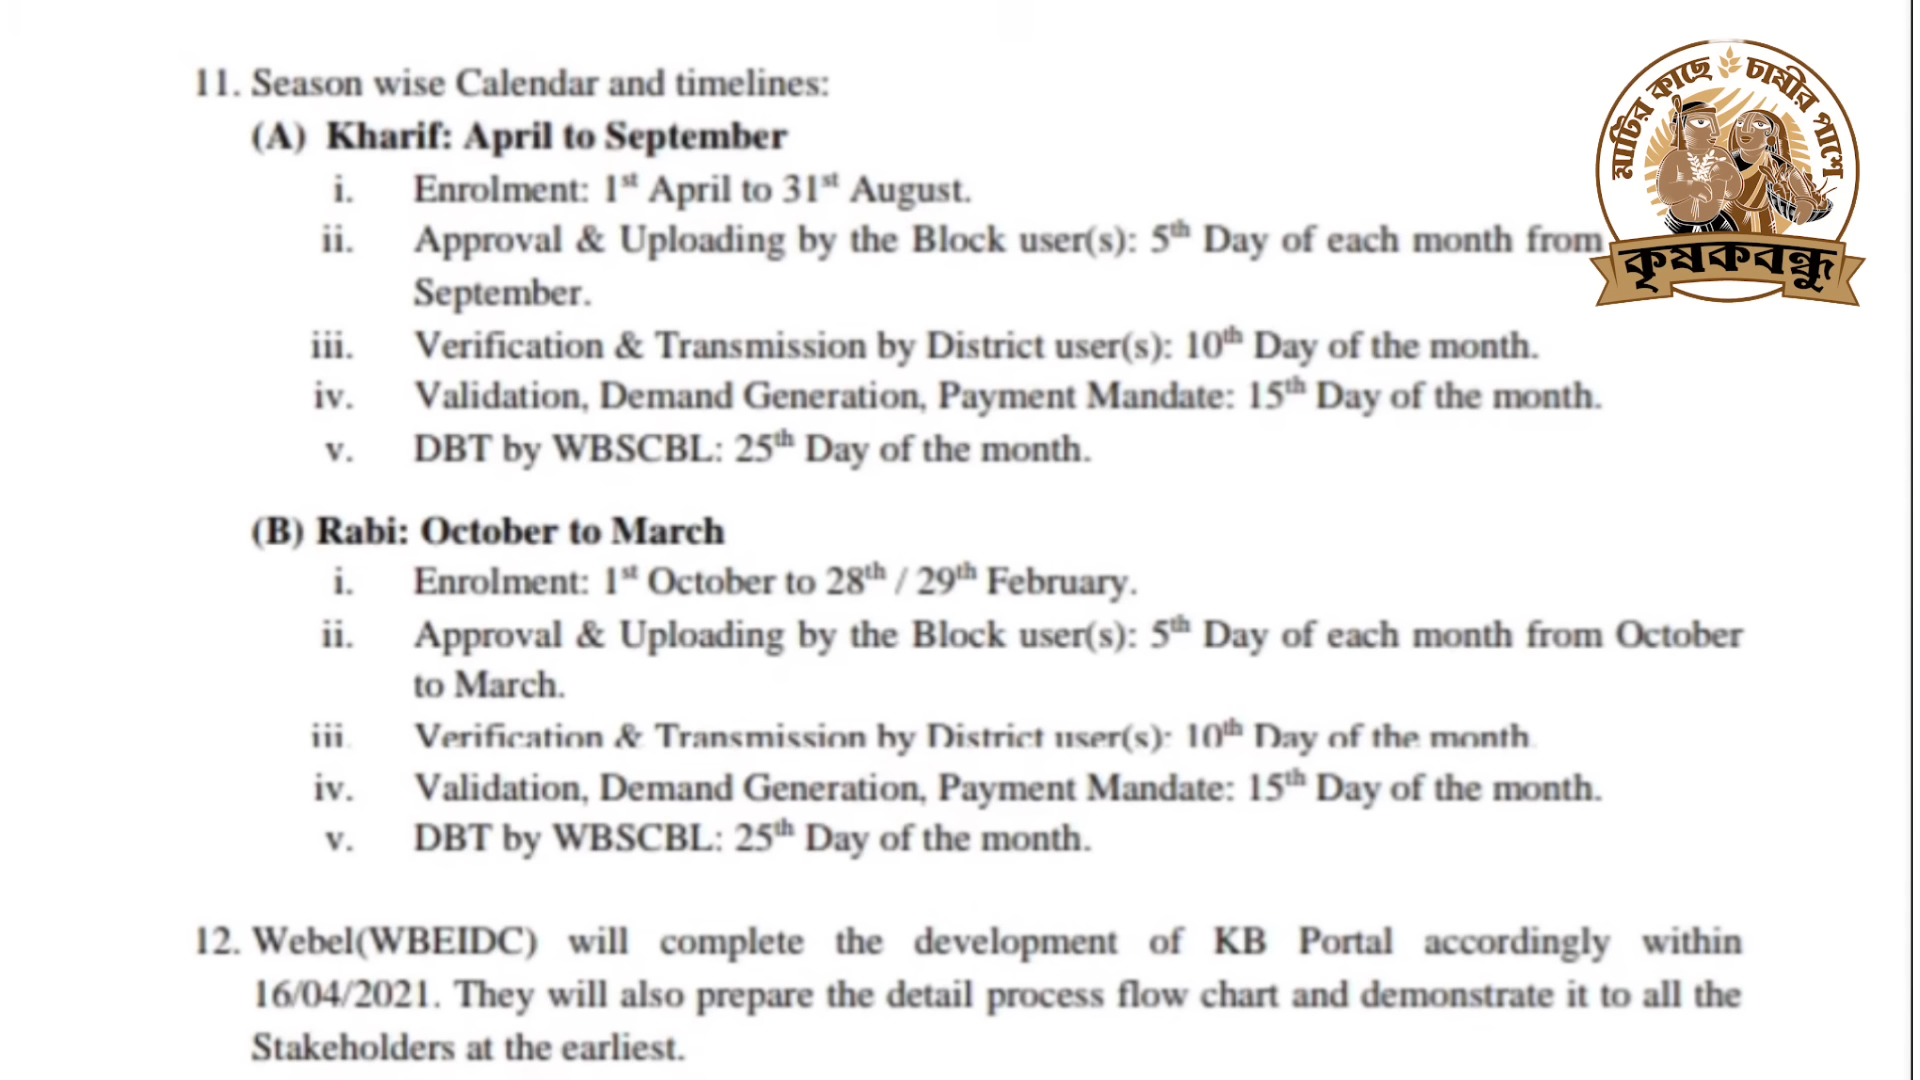 11. Season wise Calendar and timelines:
(A) Kharif: April to September
i. Enrolment: 1st April to 31st August.
ii. Approval & Uploading by the Block user(s): 5th Day of each month from
September.
iii. Verification & Transmission by District user(s): 10th Day of the month.
iv. Validation, Demand Generation, Payment Mandate: 15th Day of the month.
v. DBT by WBSCBL: 25th Day of the month.
(B) Rabi: October to March
i. Enrolment: 1st October to 28th / 29th February.
ii. Approval & Uploading by the Block user(s): 5th Day of each month from October
to March.
iii. Verification & Transmission by District user(s): 10th Day of the month.
iv. Validation, Demand Generation, Payment Mandate: 15th Day of the month.
v. DBT by WBSCBL: 25th Day of the month.
12. Webel(WBEIDC) will complete the development of KB Portal accordingly within
16/04/2021. They will also prepare the detail process flow chart and demonstrate it to all the
Stakeholders at the earliest.
মাটির কাছে চাষীর পাশে
কৃষকবন্ধু